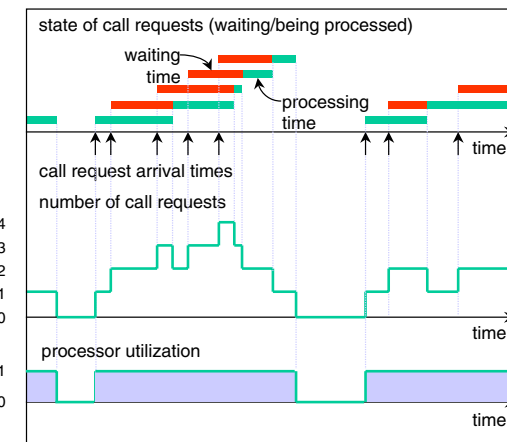 state of call requests (waiting/being processed)
waiting
time
processing
time
time
call request arrival times
number of call requests
4
3
2
1
0
time
processor utilization
1
0
time